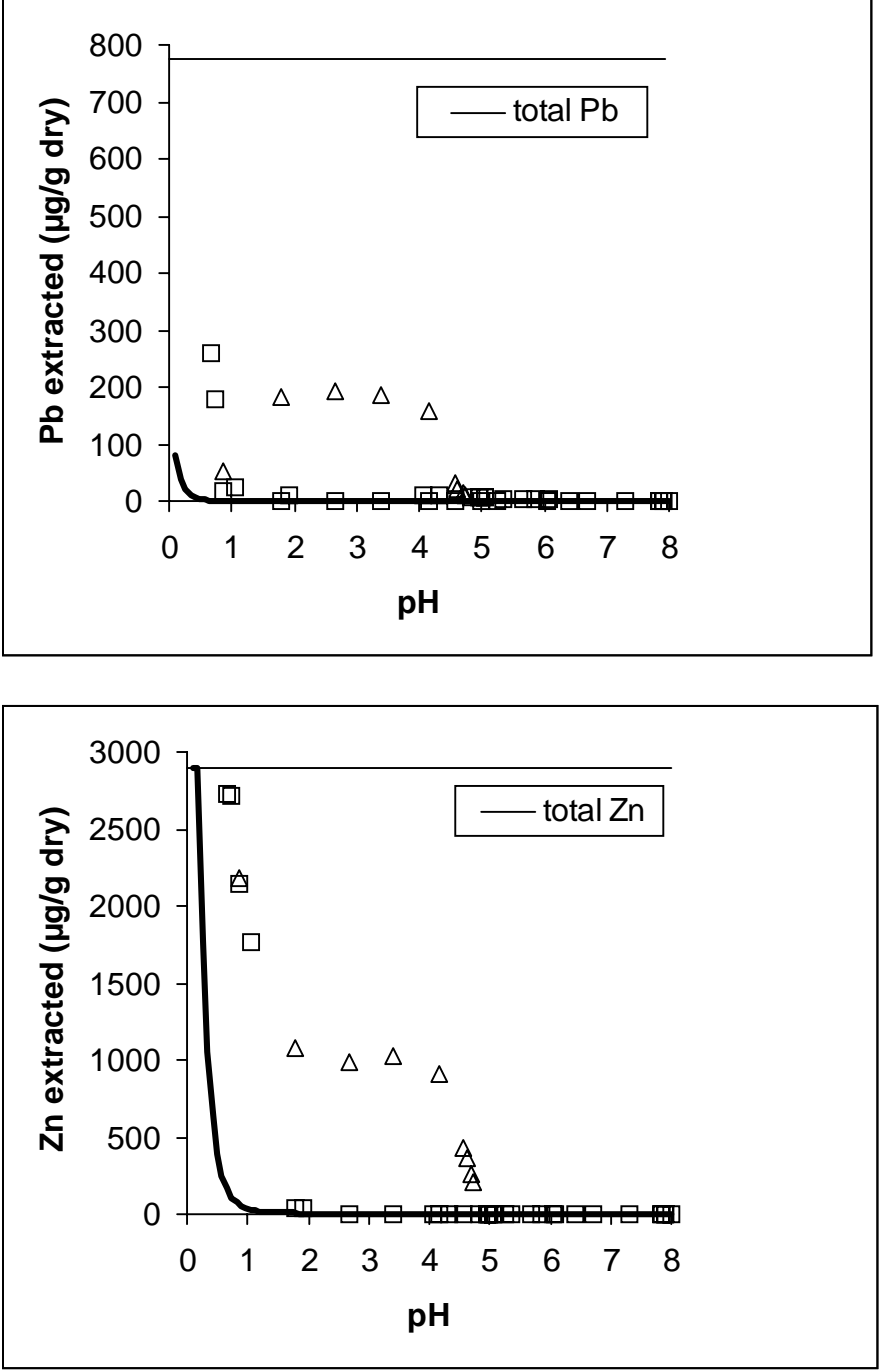 800
700
600
500
400
300
200
100
0
Pb extracted (µg/g dry)
total Pb
0 1 2 3 4 5 6 7 8
pH
3000
2500
2000
1500
1000
500
0
Zn extracted (µg/g dry)
total Zn
0 1 2 3 4 5 6 7 8
pH